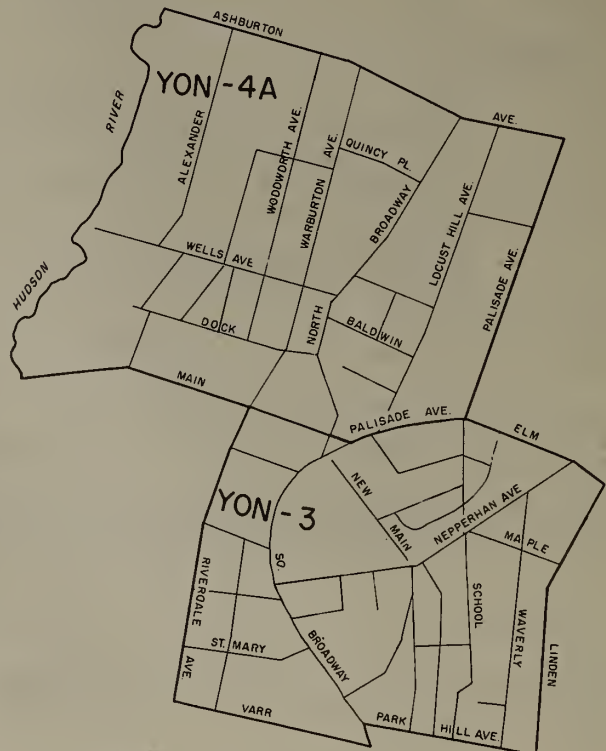 ASHBURTON
AVE.
YON-4A
RIVER
HUDSON
ALEXANDER
WODDWORTH AVE.
WARBURTON AVE.
QUINCY PL.
BROADWAY
NORTH
LOCUST HILL AVE.
PALISADE AVE.
WELLS AVE
DOCK
BALDWIN
MAIN
PALISADE AVE.
ELM
YON-3
NEW MAIN
NEPPERHAN AVE
MAPLE
RIVERDALE AVE.
SO. BROADWAY
SCHOOL
WAVERLY
LINDEN
ST. MARY
VARR
PARK HILL AVE.